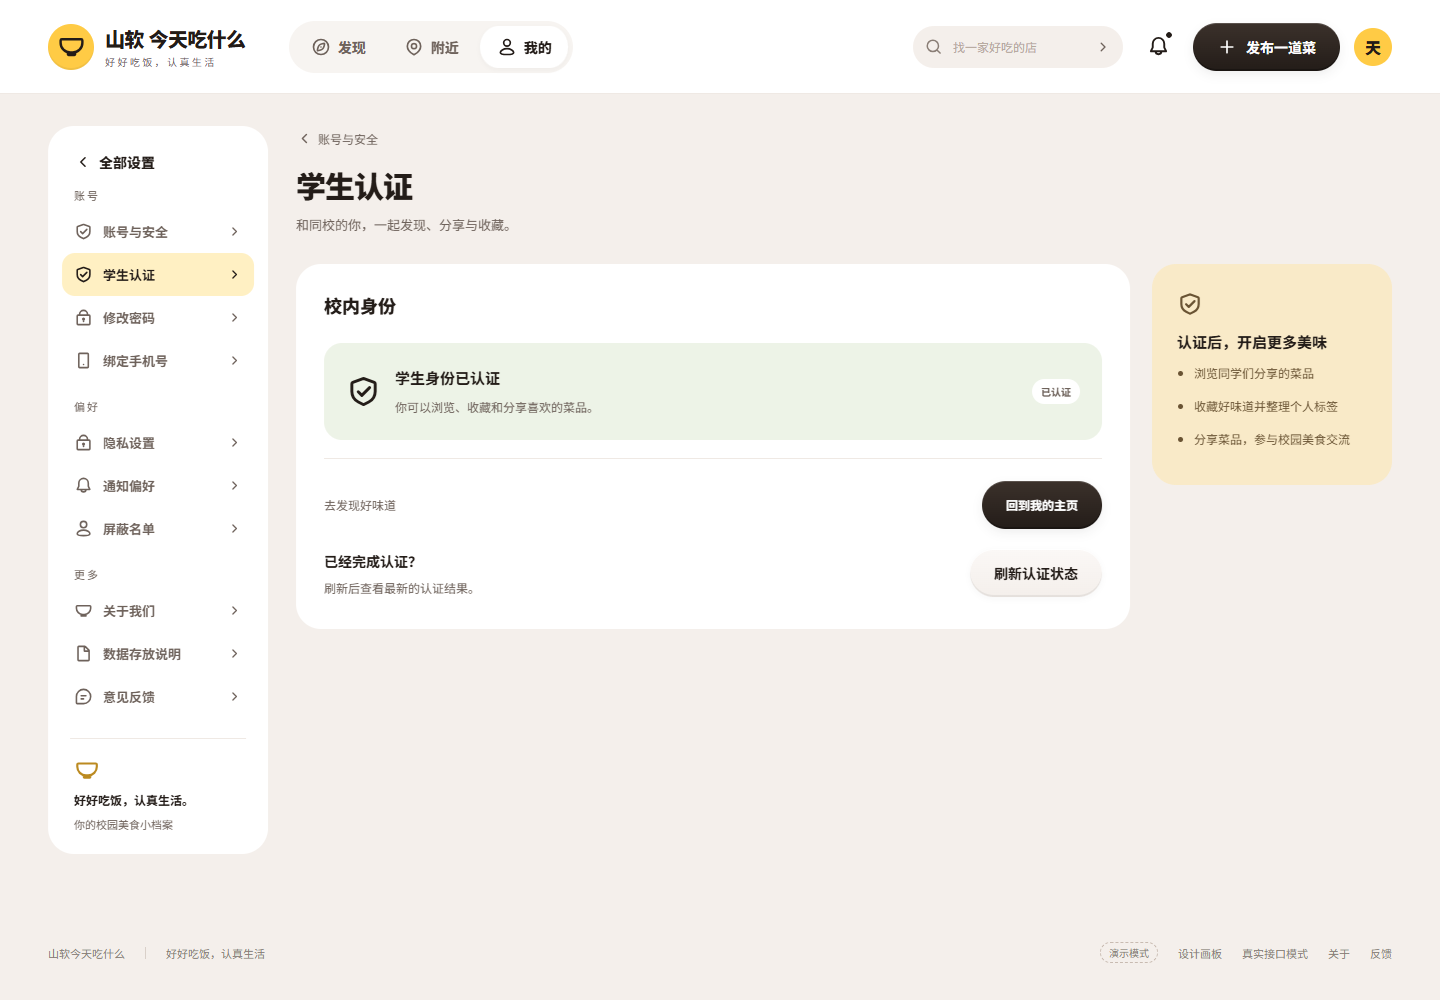 山软 今天吃什么
好好吃饭，认真生活
发现
附近
我的
找一家好吃的店
发布一道菜
天
全部设置
账号
账号与安全
学生认证
修改密码
绑定手机号
偏好
隐私设置
通知偏好
屏蔽名单
更多
关于我们
数据存放说明
意见反馈
好好吃饭，认真生活。
你的校园美食小档案
账号与安全
学生认证
和同校的你，一起发现、分享与收藏。
校内身份
学生身份已认证
你可以浏览、收藏和分享喜欢的菜品。
已认证
去发现好味道
回到我的主页
已经完成认证？
刷新后查看最新的认证结果。
刷新认证状态
认证后，开启更多美味
浏览同学们分享的菜品
收藏好味道并整理个人标签
分享菜品，参与校园美食交流
山软今天吃什么
好好吃饭，认真生活
演示模式
设计画板
真实接口模式
关于
反馈